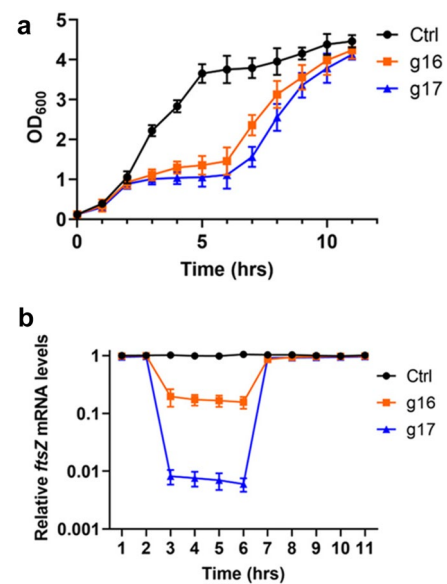 a
5
4
3
2
1
0
OD600
0 5 10
Time (hrs)
Ctrl
g16
g17
b
1
0.1
0.01
0.001
Relative ftsZ mRNA levels
1 2 3 4 5 6 7 8 9 10 11
Time (hrs)
Ctrl
g16
g17